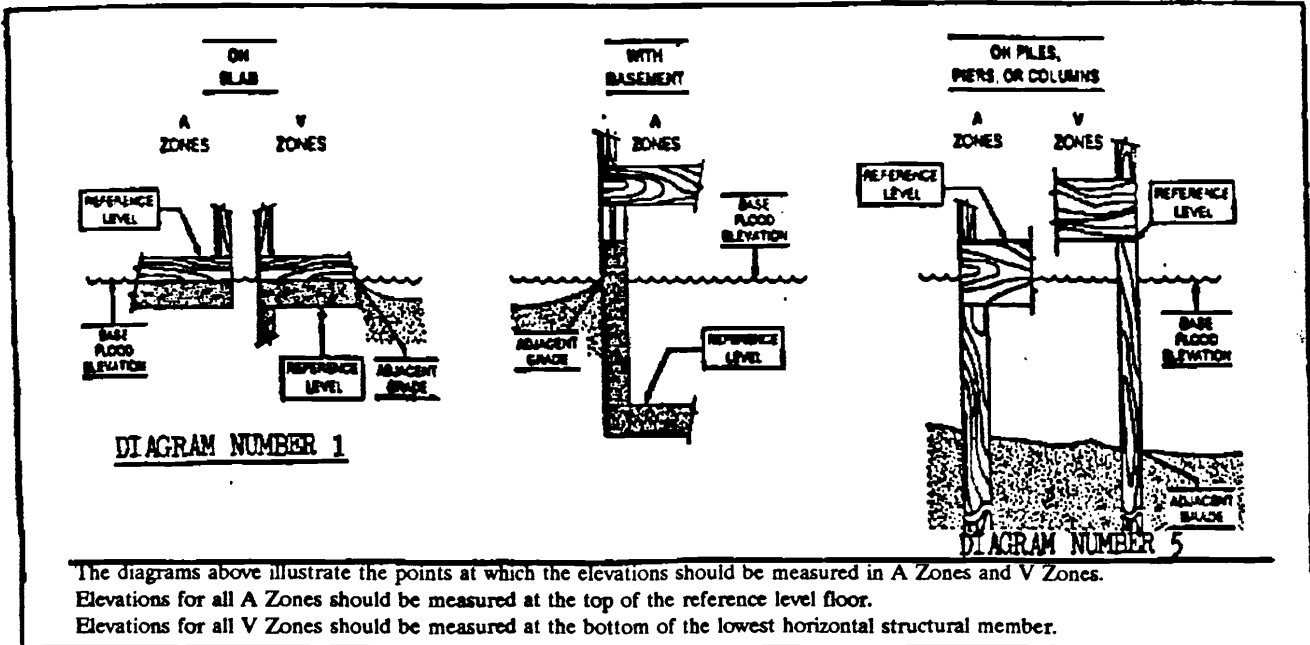 ON
SLAB
A
ZONES
V
ZONES
REFERENCE
LEVEL
BASE
FLOOD
ELEVATION
REFERENCE
LEVEL
ADJACENT
GRADE
DIAGRAM NUMBER 1
WITH
BASEMENT
A
ZONES
BASE
FLOOD
ELEVATION
ADJACENT
GRADE
REFERENCE
LEVEL
ON PILES,
PIERS, OR COLUMNS
A
ZONES
V
ZONES
REFERENCE
LEVEL
REFERENCE
LEVEL
BASE
FLOOD
ELEVATION
ADJACENT
GRADE
DIAGRAM NUMBER 5
The diagrams above illustrate the points at which the elevations should be measured in A Zones and V Zones.
Elevations for all A Zones should be measured at the top of the reference level floor.
Elevations for all V Zones should be measured at the bottom of the lowest horizontal structural member.